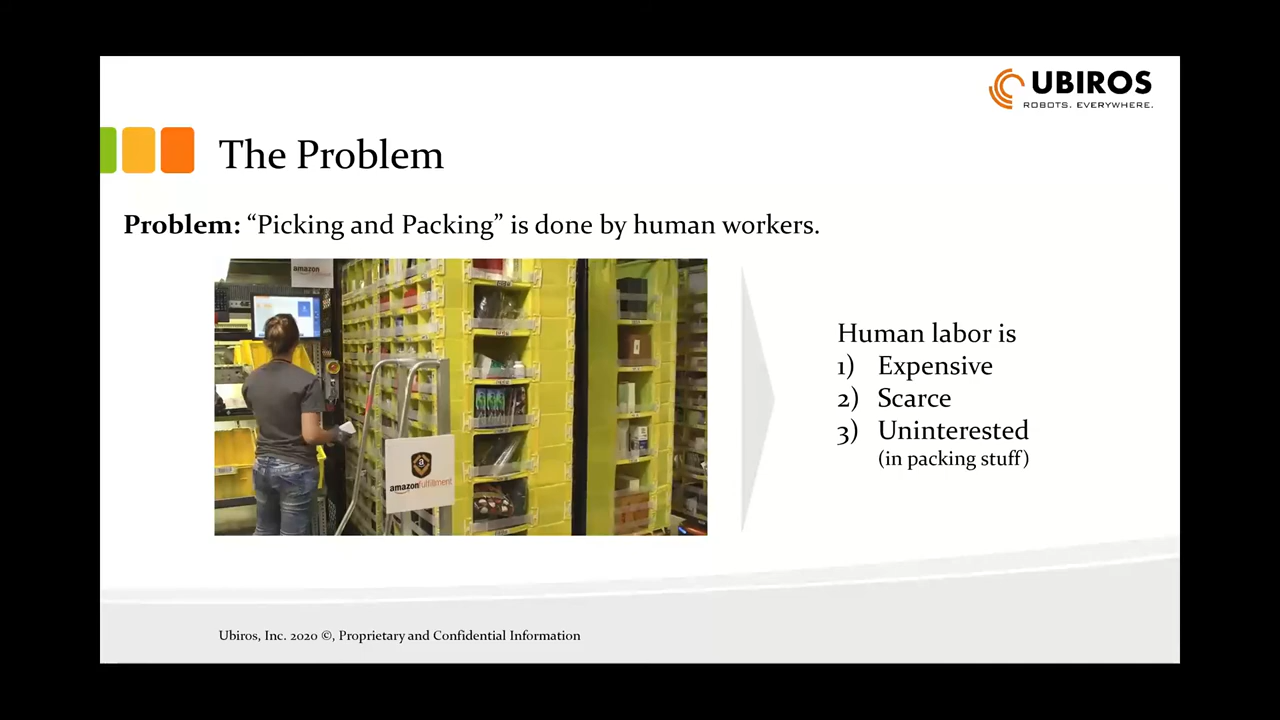 UBIROS
ROBOTS. EVERYWHERE.
The Problem
Problem: “Picking and Packing” is done by human workers.
amazon
amazonfulfillment
Human labor is
1) Expensive
2) Scarce
3) Uninterested
(in packing stuff)
Ubiros, Inc. 2020 ©, Proprietary and Confidential Information